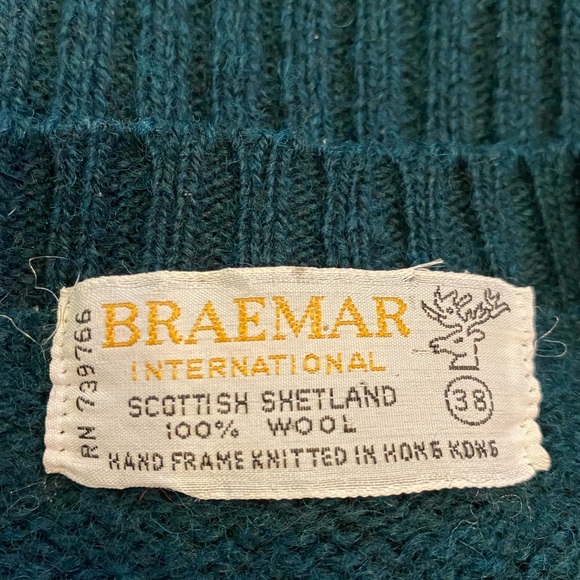 RN 739766
BRAEMAR
INTERNATIONAL
SCOTTISH SHETLAND
100% WOOL
38
HAND FRAME KNITTED IN HONG KONG